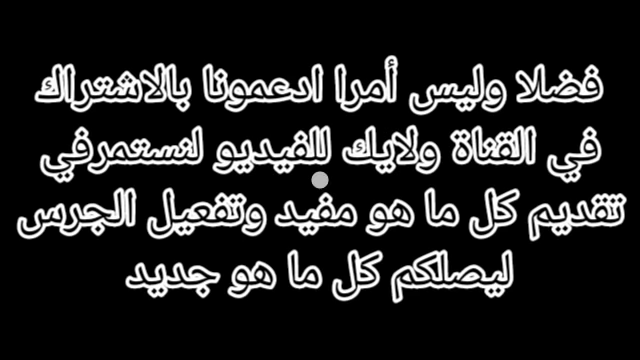 فضلا وليس أمرا ادعمونا بالاشتراك
في القناة ولايك للفيديو لنستمرفي
تقديم كل ما هو مفيد وتفعيل الجرس
ليصلكم كل ما هو جديد